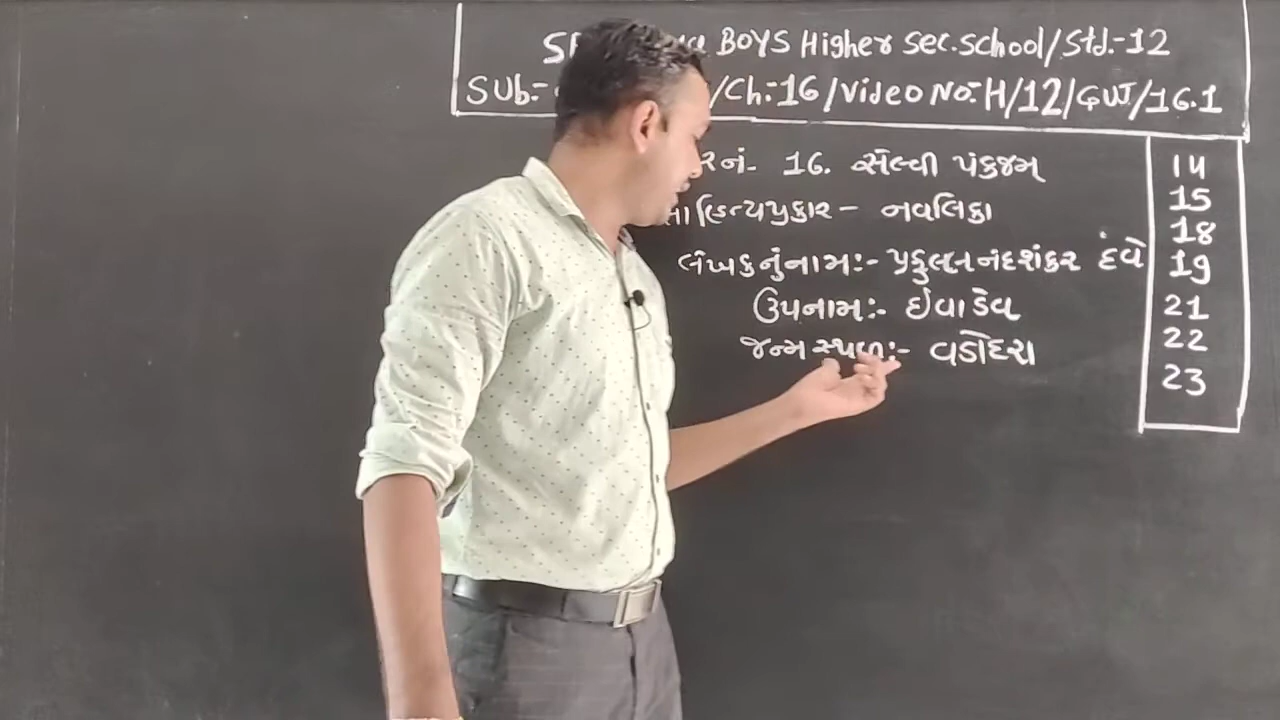 BOYS Higher Sec.School/Std.-12
SUb:- /Ch:-16/Video No:-H/12/GUJ/16.1
16. સેલ્વી પંકજમ્
સાહિત્યપ્રકાર - નવલિકા
લેખકનુંનામઃ- પ્રફુલ્લ નંદશંકર દવે
ઉપનામઃ- ઈવા ડેવ
જન્મ સ્થળઃ- વડોદરા
14
15
18
19
21
22
23